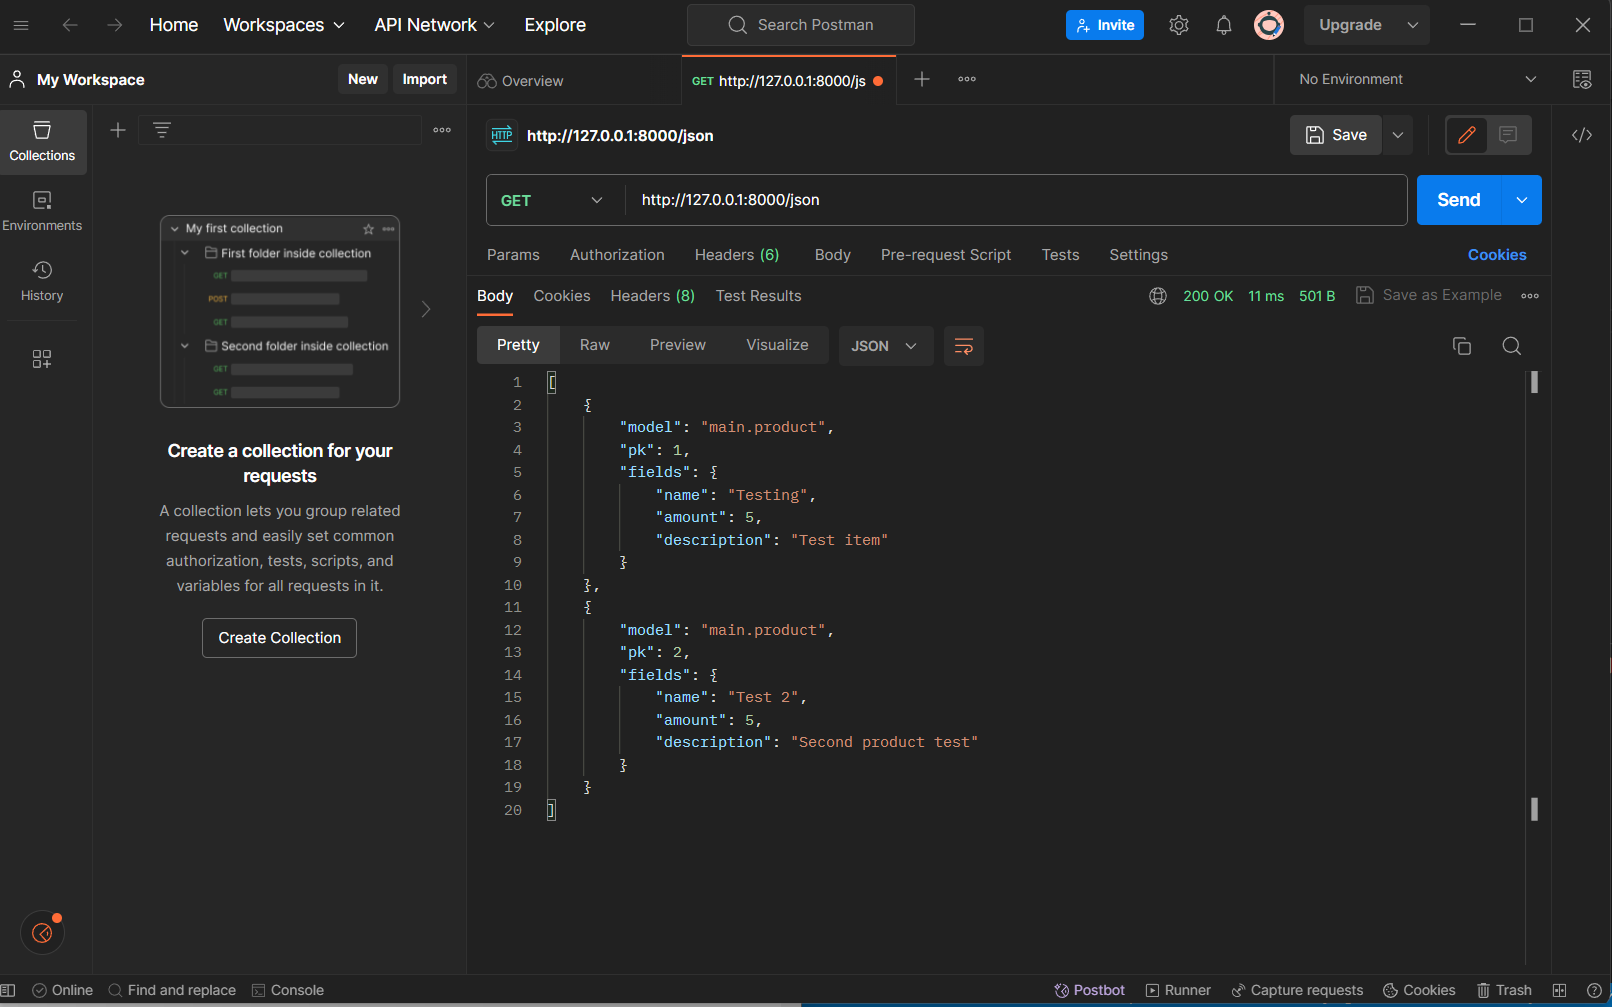 Home Workspaces API Network Explore Search Postman Invite Upgrade
My Workspace New Import Overview GET http://127.0.0.1:8000/js No Environment
Collections
Environments
History
My first collection
First folder inside collection
GET
POST
GET
Second folder inside collection
GET
GET
Create a collection for your
requests
A collection lets you group related
requests and easily set common
authorization, tests, scripts, and
variables for all requests in it.
Create Collection
HTTP http://127.0.0.1:8000/json Save
GET http://127.0.0.1:8000/json Send
Params Authorization Headers (6) Body Pre-request Script Tests Settings Cookies
Body Cookies Headers (8) Test Results 200 OK 11 ms 501 B Save as Example
Pretty Raw Preview Visualize JSON
1 [
2 {
3 "model": "main.product",
4 "pk": 1,
5 "fields": {
6 "name": "Testing",
7 "amount": 5,
8 "description": "Test item"
9 }
10 },
11 {
12 "model": "main.product",
13 "pk": 2,
14 "fields": {
15 "name": "Test 2",
16 "amount": 5,
17 "description": "Second product test"
18 }
19 }
20 ]
Online Find and replace Console Postbot Runner Capture requests Cookies Trash